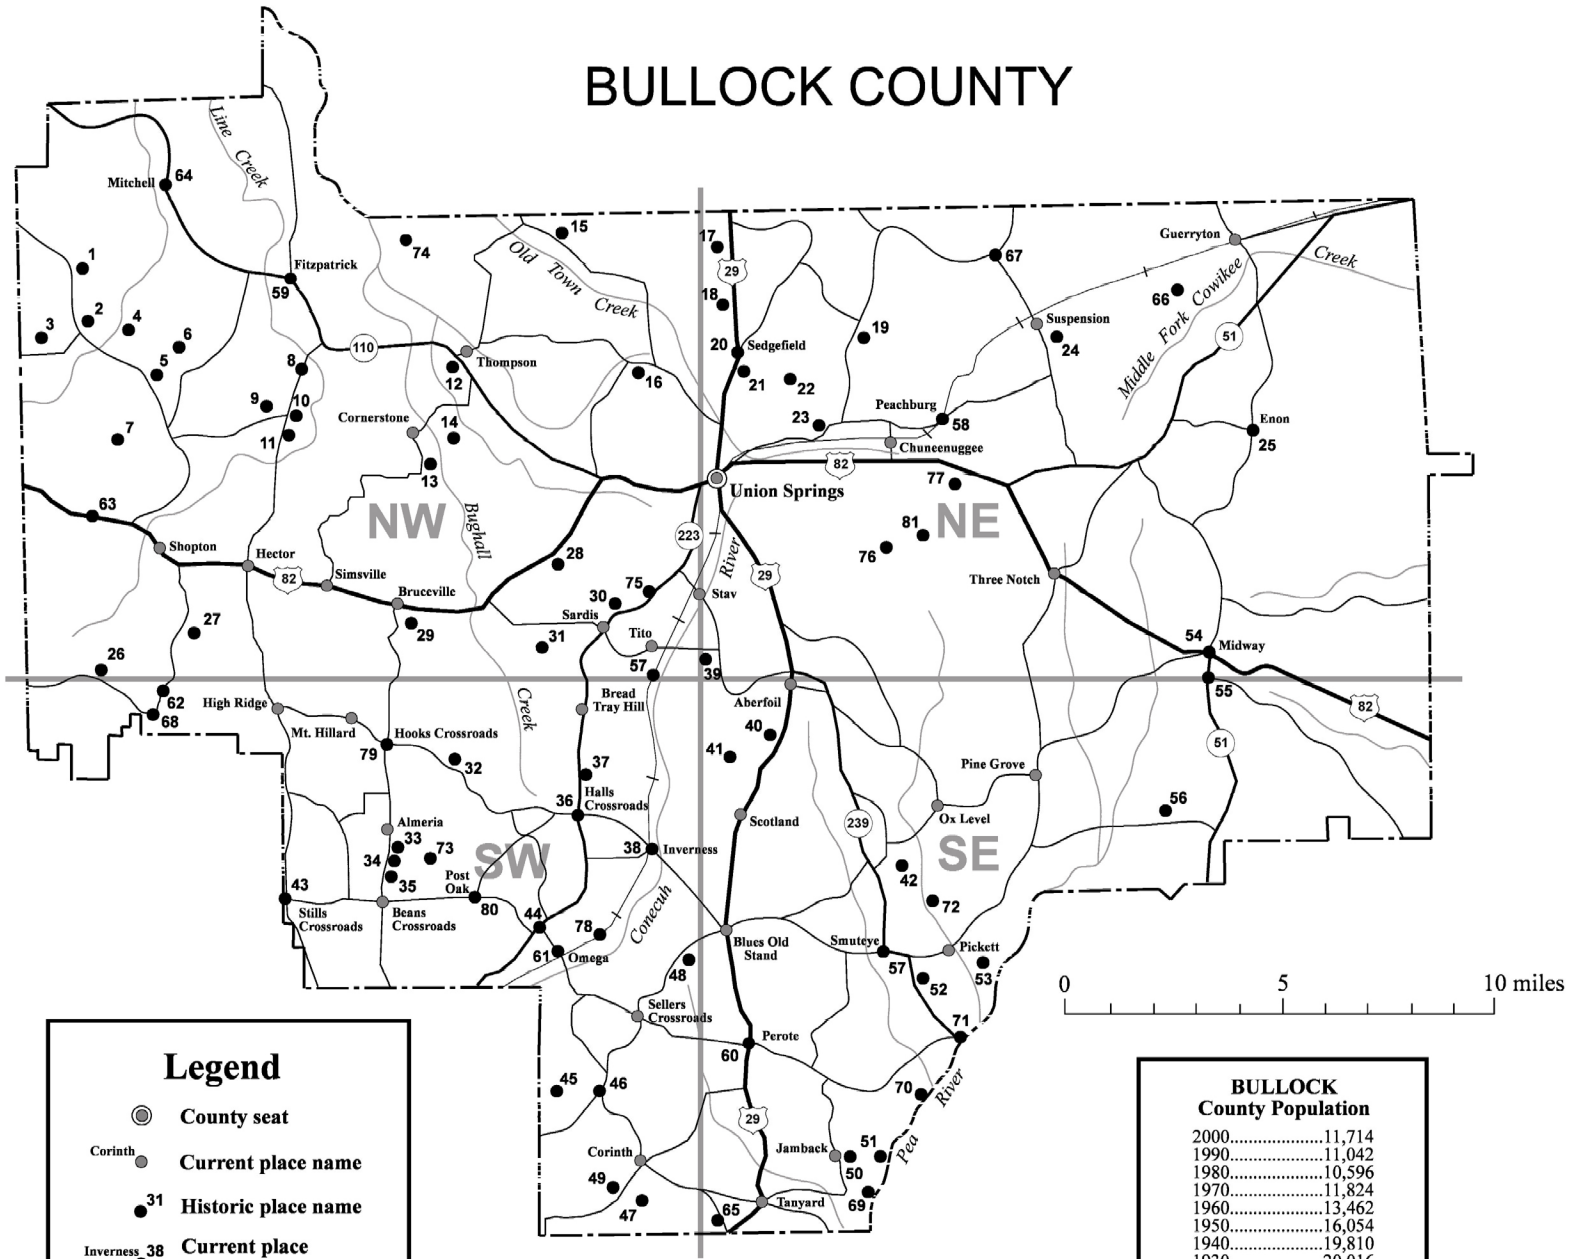 BULLOCK COUNTY
Line
Creek
Mitchell
64
1
2
3
4
5
6
7
Fitzpatrick
59
74
15
Old Town
Creek
17
29
18
20
Sedgefield
21
22
19
23
67
Guerryton
66
Middle Fork Cowikee
Creek
Suspension
24
51
Enon
25
Peachburg
58
Chuneenuggee
82
77
81
76
NE
110
Thompson
12
8
9
10
11
Cornerstone
14
13
16
Union Springs
NW
Bughall
Creek
63
Shopton
Hector
82
Simsville
Bruceville
29
27
26
62
68
28
223
River
29
Stav
75
30
Sardis
31
Tito
57
39
Three Notch
54
Midway
55
82
51
56
High Ridge
Mt. Hillard
Hooks Crossroads
79
32
Bread
Tray Hill
37
Halls
Crossroads
36
38
Inverness
Aberfoil
40
41
Scotland
239
Pine Grove
Ox Level
SE
42
72
Almeria
33
34
35
73
SW
Post
Oak
80
43
Stills
Crossroads
Beans
Crossroads
44
78
61
Omega
Conecuh
48
Blues Old
Stand
Smuteye
57
Pickett
53
52
71
0 5 10 miles
Sellers
Crossroads
Perote
60
45
46
29
70
River
Pea
Corinth
49
47
65
Tanyard
Jamback
50
51
69
Legend
County seat
Corinth
Current place name
31
Historic place name
Inverness 38
Current place
BULLOCK
County Population
2000.....................11,714
1990.....................11,042
1980.....................10,596
1970.....................11,824
1960.....................13,462
1950.....................16,054
1940.....................19,810